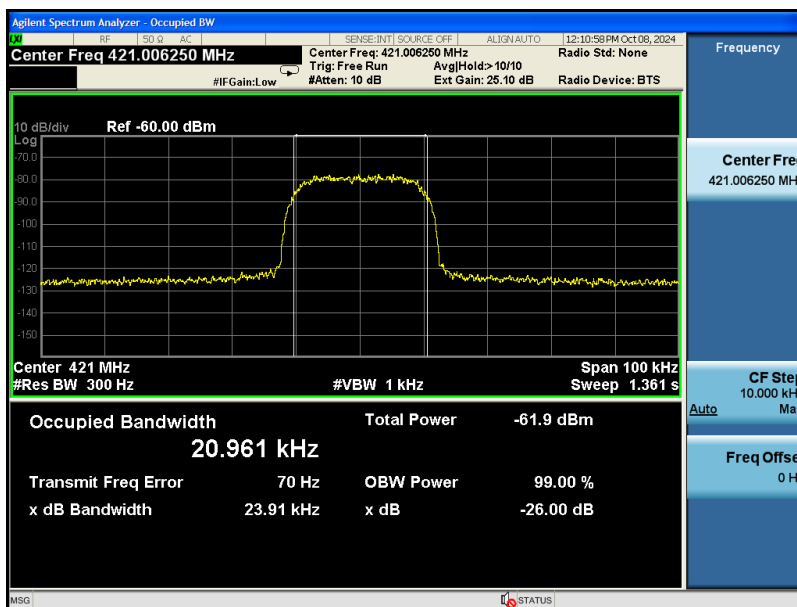 Agilent Spectrum Analyzer - Occupied BW
LXI RF 50 Ω AC SENSE:INT SOURCE OFF ALIGN AUTO 12:10:58 PM Oct 08, 2024
Center Freq 421.006250 MHz
Center Freq: 421.006250 MHz Radio Std: None
Trig: Free Run Avg|Hold:> 10/10
#IFGain:Low #Atten: 10 dB Ext Gain: 25.10 dB Radio Device: BTS
Frequency
10 dB/div Ref -60.00 dBm
Log
-70.0
-80.0
-90.0
-100
-110
-120
-130
-140
-150
Center 421 MHz Span 100 kHz
#Res BW 300 Hz #VBW 1 kHz Sweep 1.361 s
Occupied Bandwidth Total Power -61.9 dBm
20.961 kHz
Transmit Freq Error 70 Hz OBW Power 99.00 %
x dB Bandwidth 23.91 kHz x dB -26.00 dB
Center Fre
421.006250 MH
CF Ste
10.000 kH
Auto Ma
Freq Offse
0 H
MSG STATUS